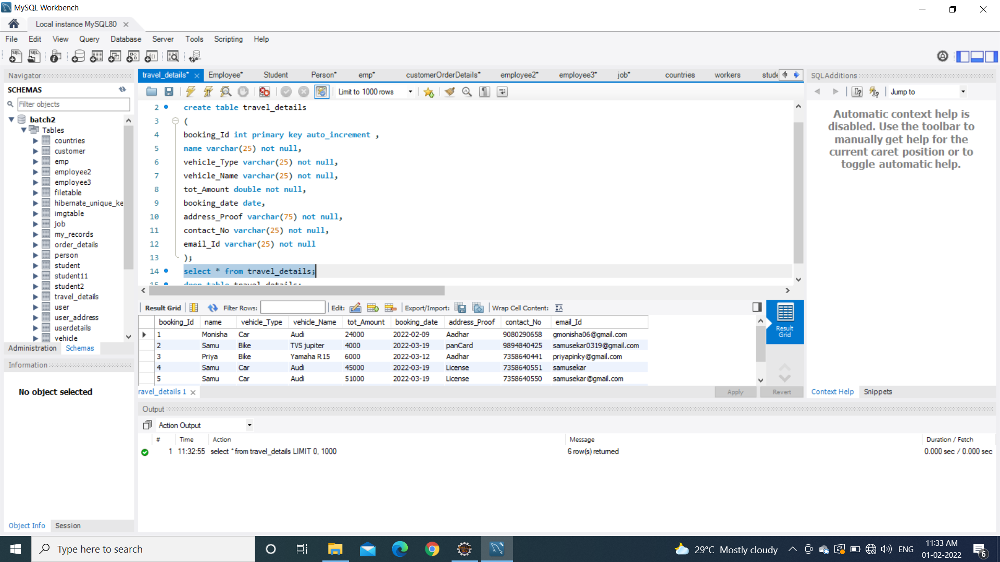 MySQL Workbench
Local instance MySQL80
File Edit View Query Database Server Tools Scripting Help
Navigator
SCHEMAS
Filter objects
batch2
Tables
countries
customer
emp
employee2
employee3
filetable
hibernate_unique_ke
imgtable
job
my_records
order_details
person
student
student11
student2
travel_details
user
user_address
userdetails
vehicle
Administration Schemas
Information
No object selected
Object Info Session
travel_details* Employee* Student Person* emp* customerOrderDetails* employee2* employee3* job* countries workers stude
Limit to 1000 rows
2 create table travel_details
3 (
4 booking_Id int primary key auto_increment ,
5 name varchar(25) not null,
6 vehicle_Type varchar(25) not null,
7 vehicle_Name varchar(25) not null,
8 tot_Amount double not null,
9 booking_date date,
10 address_Proof varchar(75) not null,
11 contact_No varchar(25) not null,
12 email_Id varchar(25) not null
13 );
14 select * from travel_details;
15 drop table travel_details;
Result Grid Filter Rows: Edit: Export/Import: Wrap Cell Content:
booking_Id name vehicle_Type vehicle_Name tot_Amount booking_date address_Proof contact_No email_Id
1 Monisha Car Audi 24000 2022-02-09 Aadhar 9080290658 gmonisha06@gmail.com
2 Samu Bike TVS jupiter 4000 2022-03-19 panCard 9894840425 samusekar0319@gmail.com
3 Priya Bike Yamaha R15 6000 2022-03-12 Aadhar 7358640441 priyapinky@gmail.com
4 Samu Car Audi 45000 2022-03-19 License 7358640551 samusekar
5 Samu Car Audi 51000 2022-03-19 License 7358640550 samusekar@gmail.com
Result
Grid
ravel_details 1
Apply Revert
Output
Action Output
# Time Action Message Duration / Fetch
1 11:32:55 select * from travel_details LIMIT 0, 1000 6 row(s) returned 0.000 sec / 0.000 sec
SQLAdditions
Jump to
Automatic context help is
disabled. Use the toolbar to
manually get help for the
current caret position or to
toggle automatic help.
Context Help Snippets
Type here to search
29°C Mostly cloudy
ENG
11:33 AM
01-02-2022
6